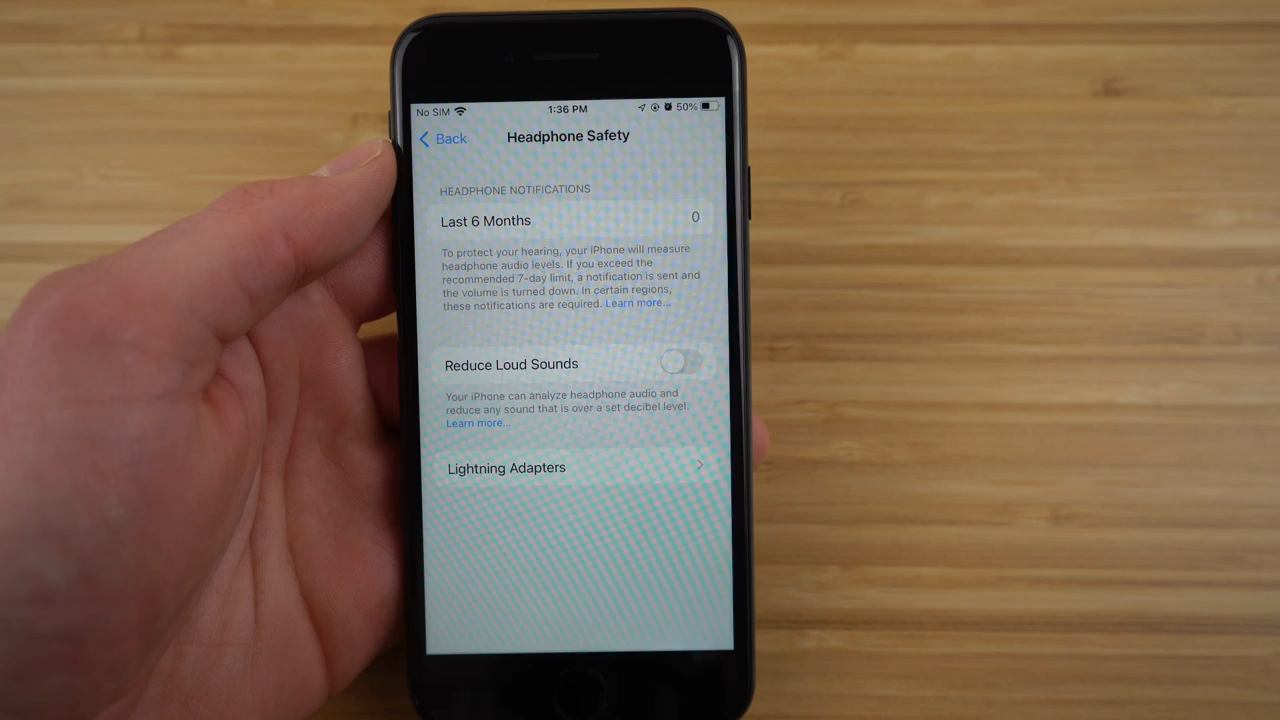 No SIM 1:36 PM 50%
Back Headphone Safety
HEADPHONE NOTIFICATIONS
Last 6 Months 0
To protect your hearing, your iPhone will measure
headphone audio levels. If you exceed the
recommended 7-day limit, a notification is sent and
the volume is turned down. In certain regions,
these notifications are required. Learn more...
Reduce Loud Sounds
Your iPhone can analyze headphone audio and
reduce any sound that is over a set decibel level.
Learn more...
Lightning Adapters